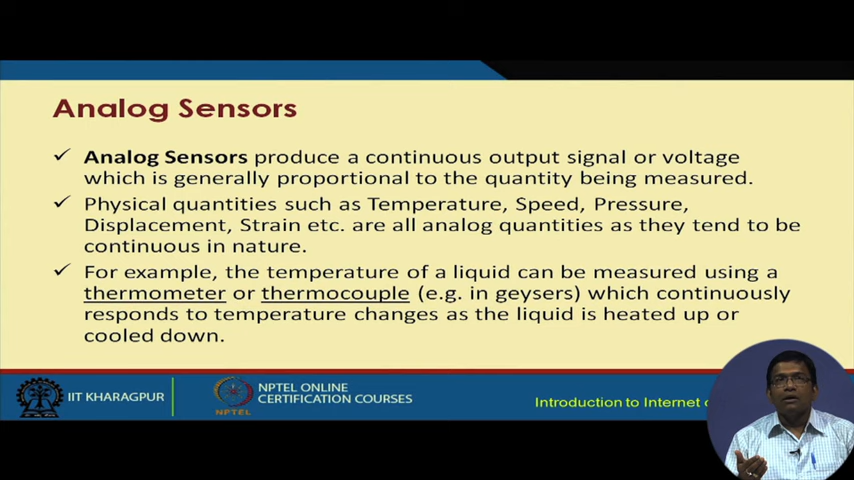 Analog Sensors
✓ Analog Sensors produce a continuous output signal or voltage
which is generally proportional to the quantity being measured.
✓ Physical quantities such as Temperature, Speed, Pressure,
Displacement, Strain etc. are all analog quantities as they tend to be
continuous in nature.
✓ For example, the temperature of a liquid can be measured using a
thermometer or thermocouple (e.g. in geysers) which continuously
responds to temperature changes as the liquid is heated up or
cooled down.
IIT KHARAGPUR
NPTEL
NPTEL ONLINE
CERTIFICATION COURSES
Introduction to Internet